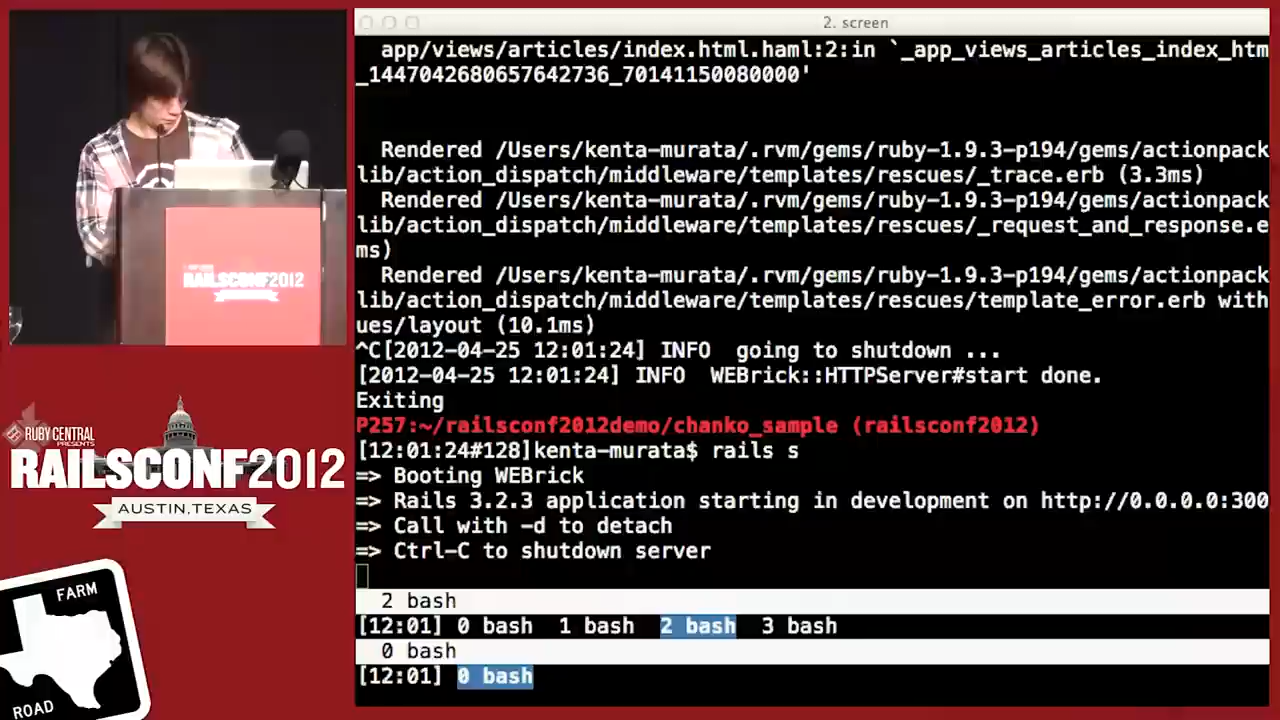 2. screen
app/views/articles/index.html.haml:2:in `_app_views_articles_index_htm
_1447042680657642736_70141150080000'
Rendered /Users/kenta-murata/.rvm/gems/ruby-1.9.3-p194/gems/actionpack
lib/action_dispatch/middleware/templates/rescues/_trace.erb (3.3ms)
Rendered /Users/kenta-murata/.rvm/gems/ruby-1.9.3-p194/gems/actionpack
lib/action_dispatch/middleware/templates/rescues/_request_and_response.e
ms)
Rendered /Users/kenta-murata/.rvm/gems/ruby-1.9.3-p194/gems/actionpack
lib/action_dispatch/middleware/templates/rescues/template_error.erb with
ues/layout (10.1ms)
^C[2012-04-25 12:01:24] INFO  going to shutdown ...
[2012-04-25 12:01:24] INFO  WEBrick::HTTPServer#start done.
Exiting
P257:~/railsconf2012demo/chanko_sample (railsconf2012)
[12:01:24#128]kenta-murata$ rails s
=> Booting WEBrick
=> Rails 3.2.3 application starting in development on http://0.0.0.0:300
=> Call with -d to detach
=> Ctrl-C to shutdown server
2 bash
[12:01] 0 bash  1 bash  2 bash  3 bash
0 bash
[12:01] 0 bash
RAILSCONF2012
RUBY CENTRAL
PRESENTS
RAILSCONF2012
AUSTIN, TEXAS
FARM
ROAD